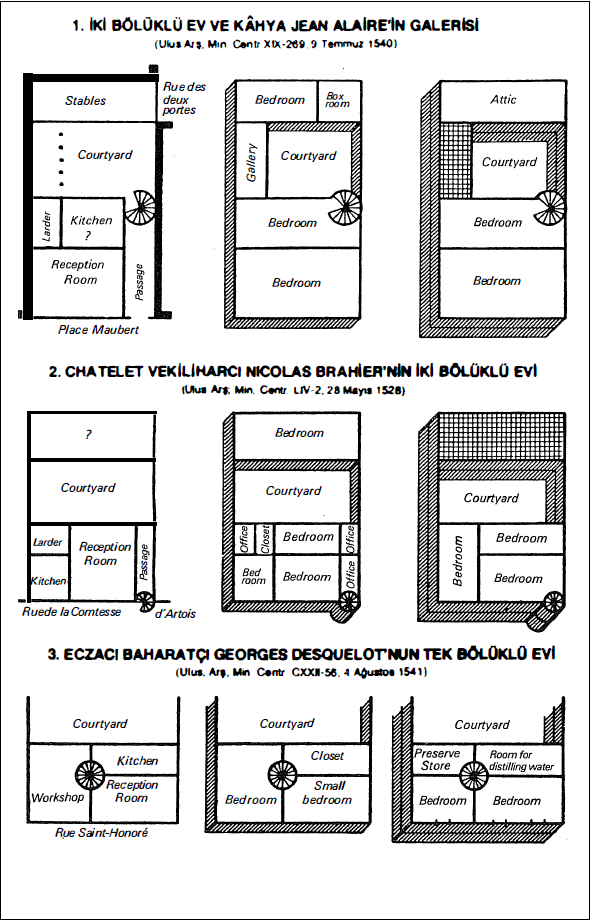 1. İKİ BÖLÜKLÜ EV VE KÂHYA JEAN ALAIRE'İN GALERİSİ
(Ulus Arş, Min. Centr XIX-269, 9 Temmuz 1540)
Stables
Rue des
deux
portes
Courtyard
Larder
Kitchen
?
Passage
Reception
Room
Place Maubert
Bedroom
Box
room
Gallery
Courtyard
Bedroom
Bedroom
Attic
Courtyard
Bedroom
Bedroom
2. CHATELET VEKİLİHARCI NICOLAS BRAHIER'NİN İKİ BÖLÜKLÜ EVİ
(Ulus Arş, Min. Centr. LIV-2, 28 Mayıs 1528)
?
Courtyard
Larder
Kitchen
Reception
Room
Passage
Ruede la Comtesse
d'Artois
Bedroom
Courtyard
Office
Closet
Bedroom
Office
Bed
room
Bedroom
Office
Courtyard
Bedroom
Bedroom
Bedroom
3. ECZACI BAHARATÇI GEORGES DESQUELOT'NUN TEK BÖLÜKLÜ EVİ
(Ulus. Arş, Min Centr CXXII-56, 4 Ağustos 1541)
Courtyard
Kitchen
Workshop
Reception
Room
Rue Saint-Honoré
Courtyard
Closet
Bedroom
Small
bedroom
Courtyard
Preserve
Store
Room for
distilling water
Bedroom
Bedroom